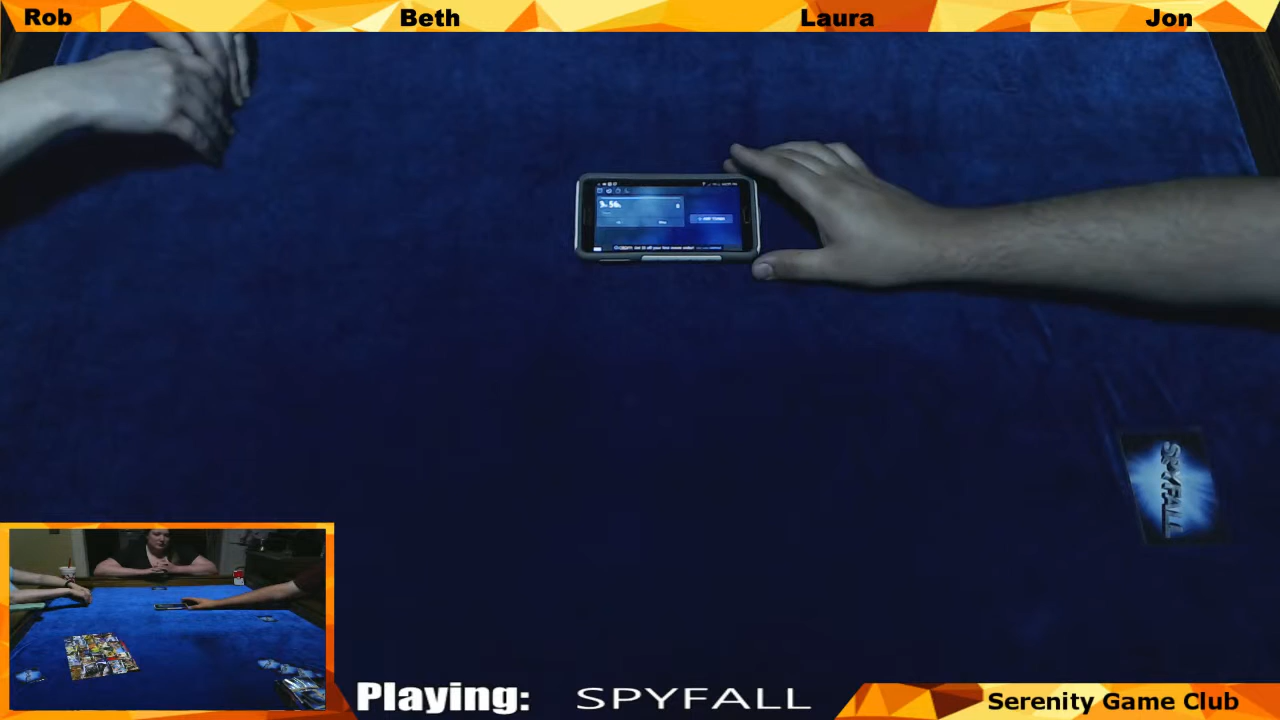 Rob
Beth
Laura
Jon
SPYFALL
Playing: SPYFALL
Serenity Game Club